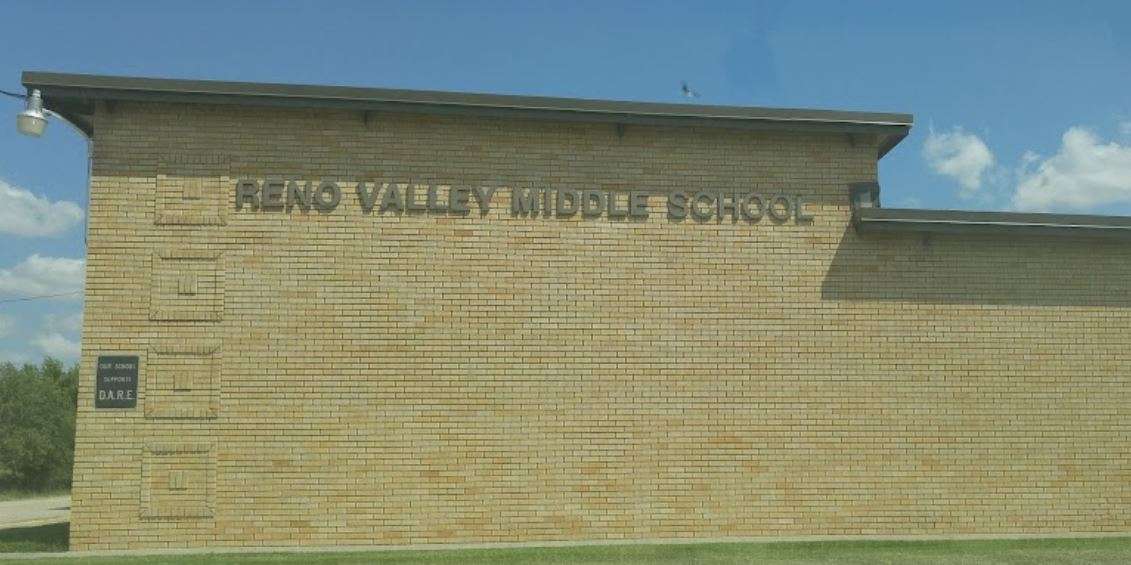 RENO VALLEY MIDDLE SCHOOL
OUR SCHOOL
SUPPORTS
D.A.R.E.